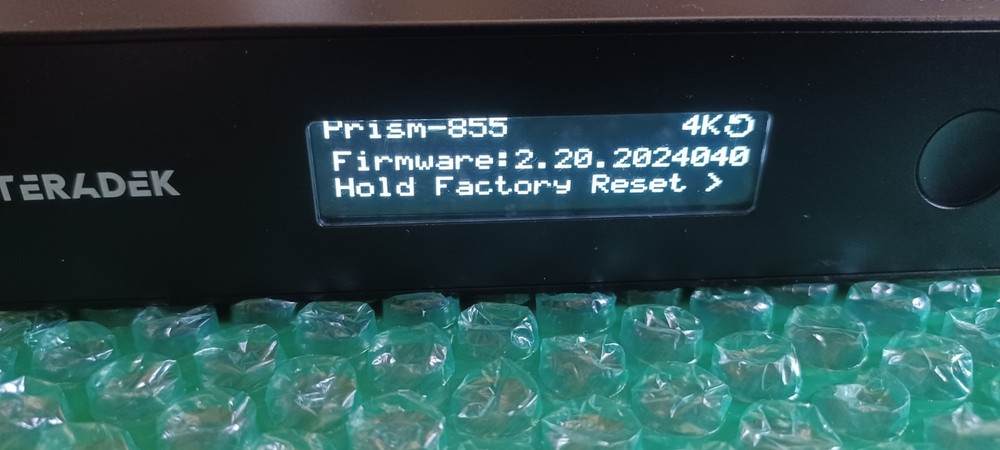 TERADEK
Prism-855 4K
Firmware:2.20.2024040
Hold Factory Reset >